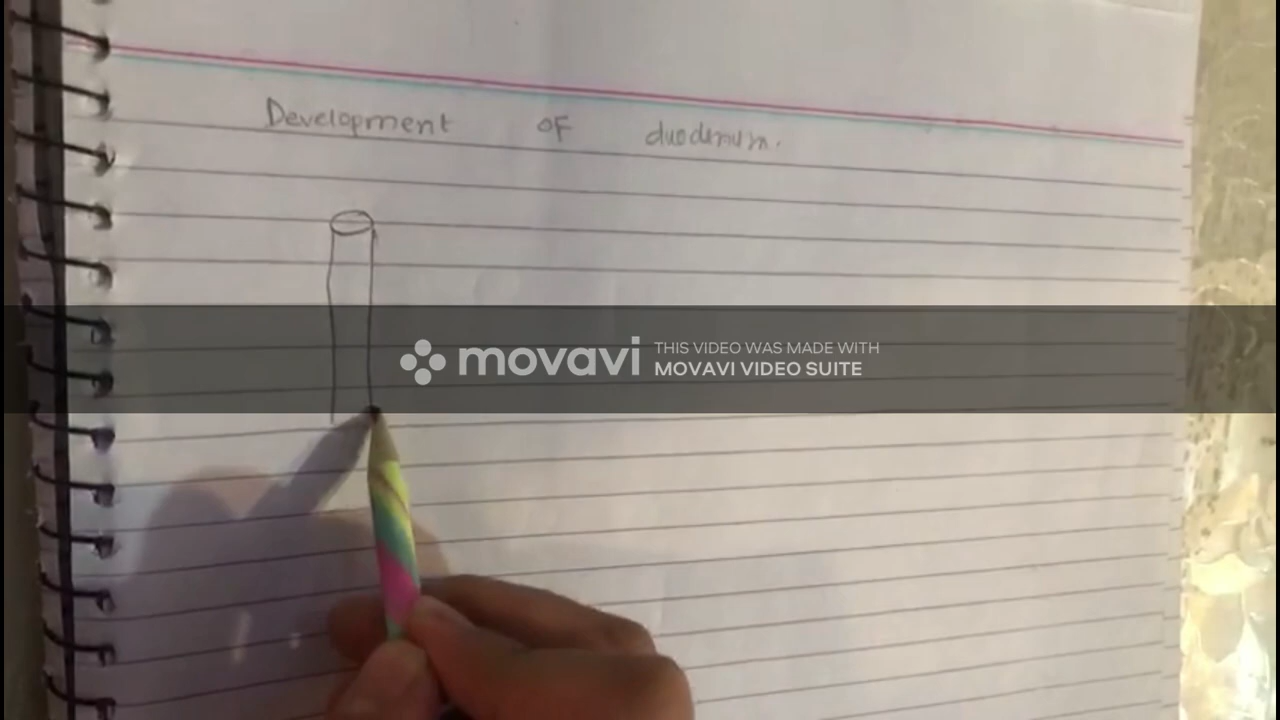 Development of duodenum.
movavi
THIS VIDEO WAS MADE WITH
MOVAVI VIDEO SUITE